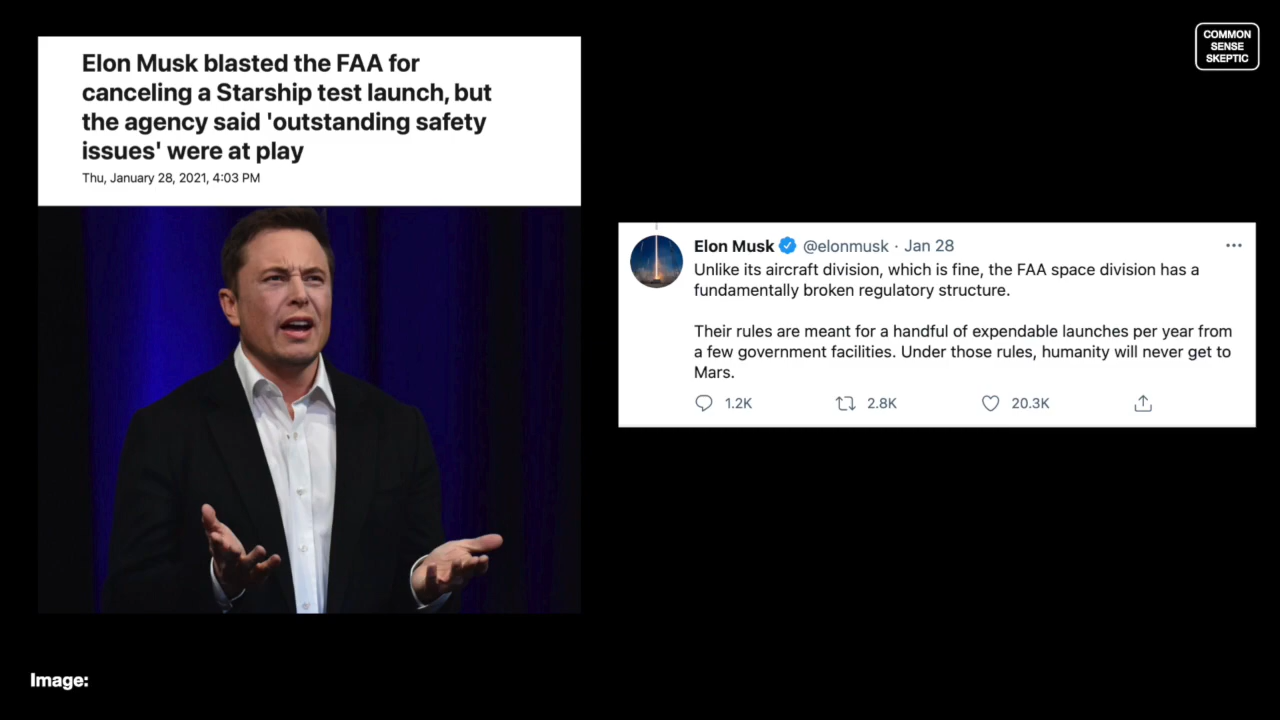 Elon Musk blasted the FAA for
canceling a Starship test launch, but
the agency said 'outstanding safety
issues' were at play
Thu, January 28, 2021, 4:03 PM
COMMON
SENSE
SKEPTIC
Elon Musk @elonmusk · Jan 28
Unlike its aircraft division, which is fine, the FAA space division has a
fundamentally broken regulatory structure.
Their rules are meant for a handful of expendable launches per year from
a few government facilities. Under those rules, humanity will never get to
Mars.
1.2K 2.8K 20.3K
Image: